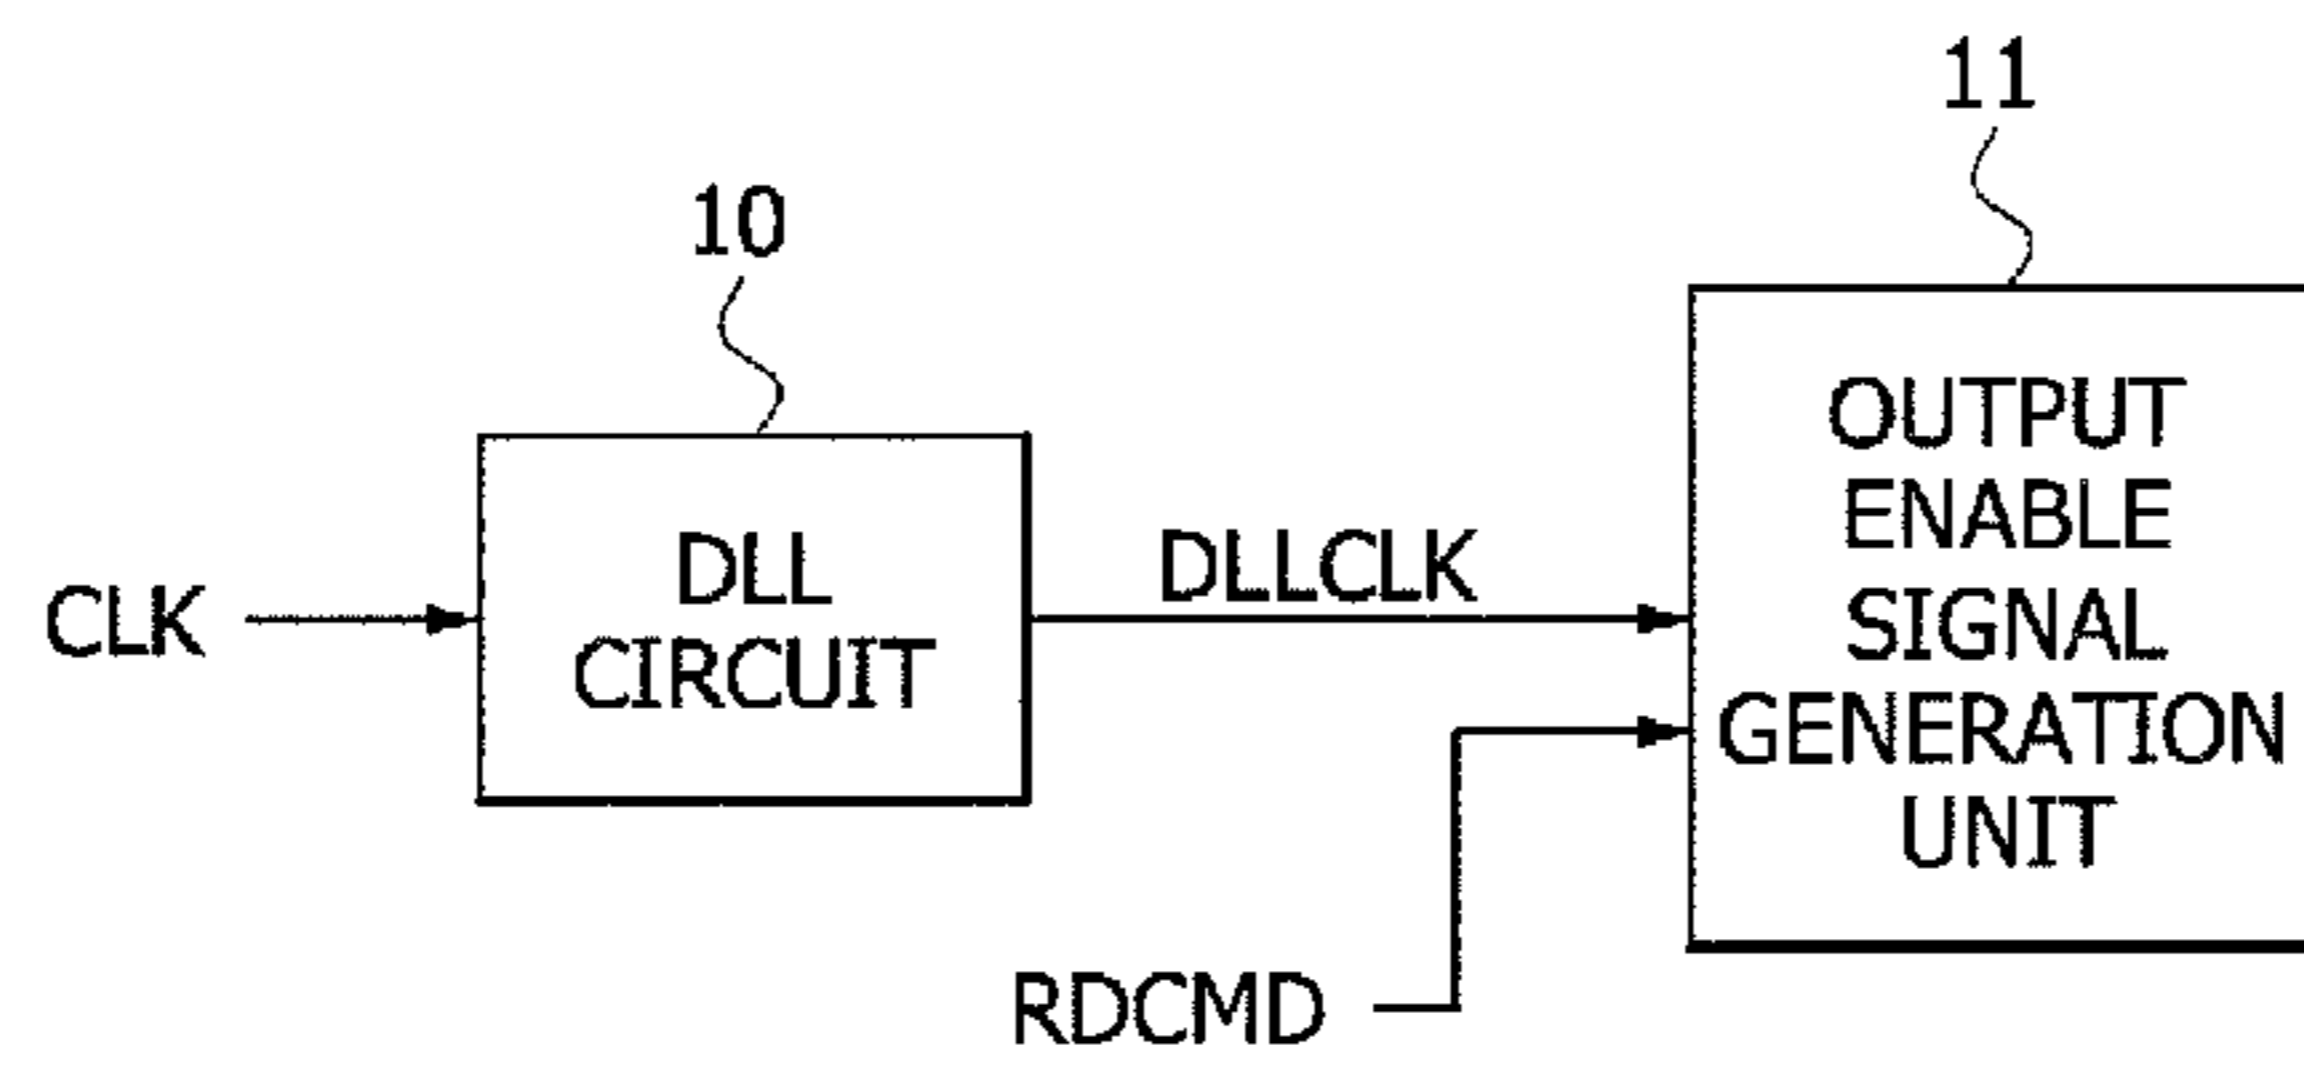 11
10
OUTPUT
ENABLE
SIGNAL
GENERATION
UNIT
DLL
CIRCUIT
CLK
DLLCLK
RDCMD